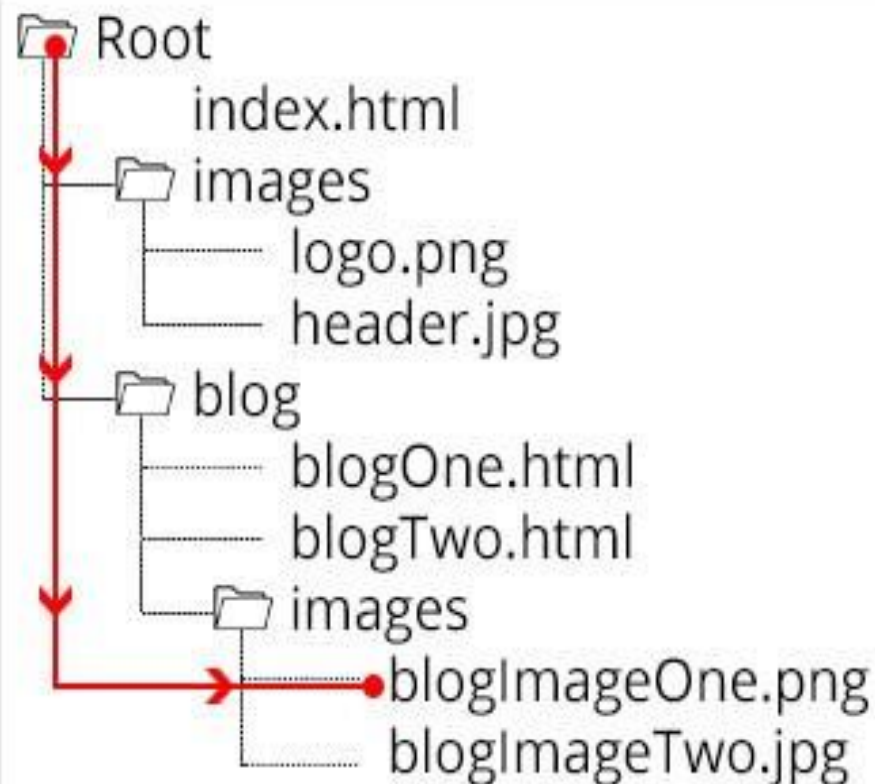 Root
index.html
images
logo.png
header.jpg
blog
blogOne.html
blogTwo.html
images
blogImageOne.png
blogImageTwo.jpg